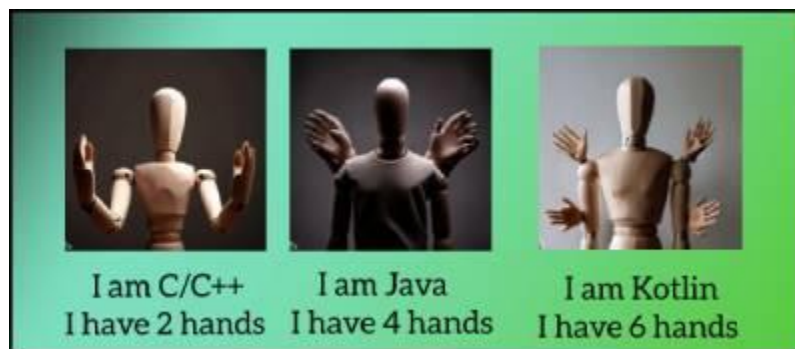 I am C/C++
I have 2 hands
I am Java
I have 4 hands
I am Kotlin
I have 6 hands